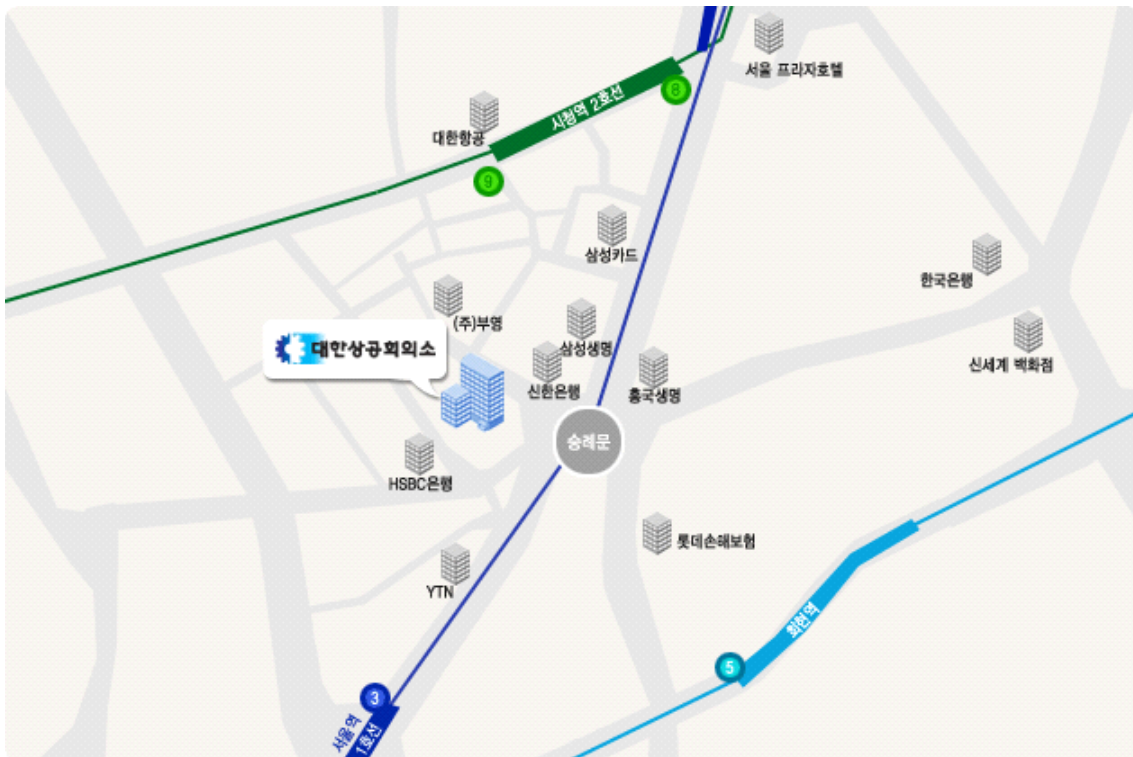 서울 프라자호텔
시청역 2호선
8
대한항공
9
삼성카드
한국은행
(주)부영
대한상공회의소
삼성생명
신세계 백화점
신한은행
흥국생명
숭례문
HSBC은행
롯데손해보험
YTN
회현역
5
3
서울역
1호선